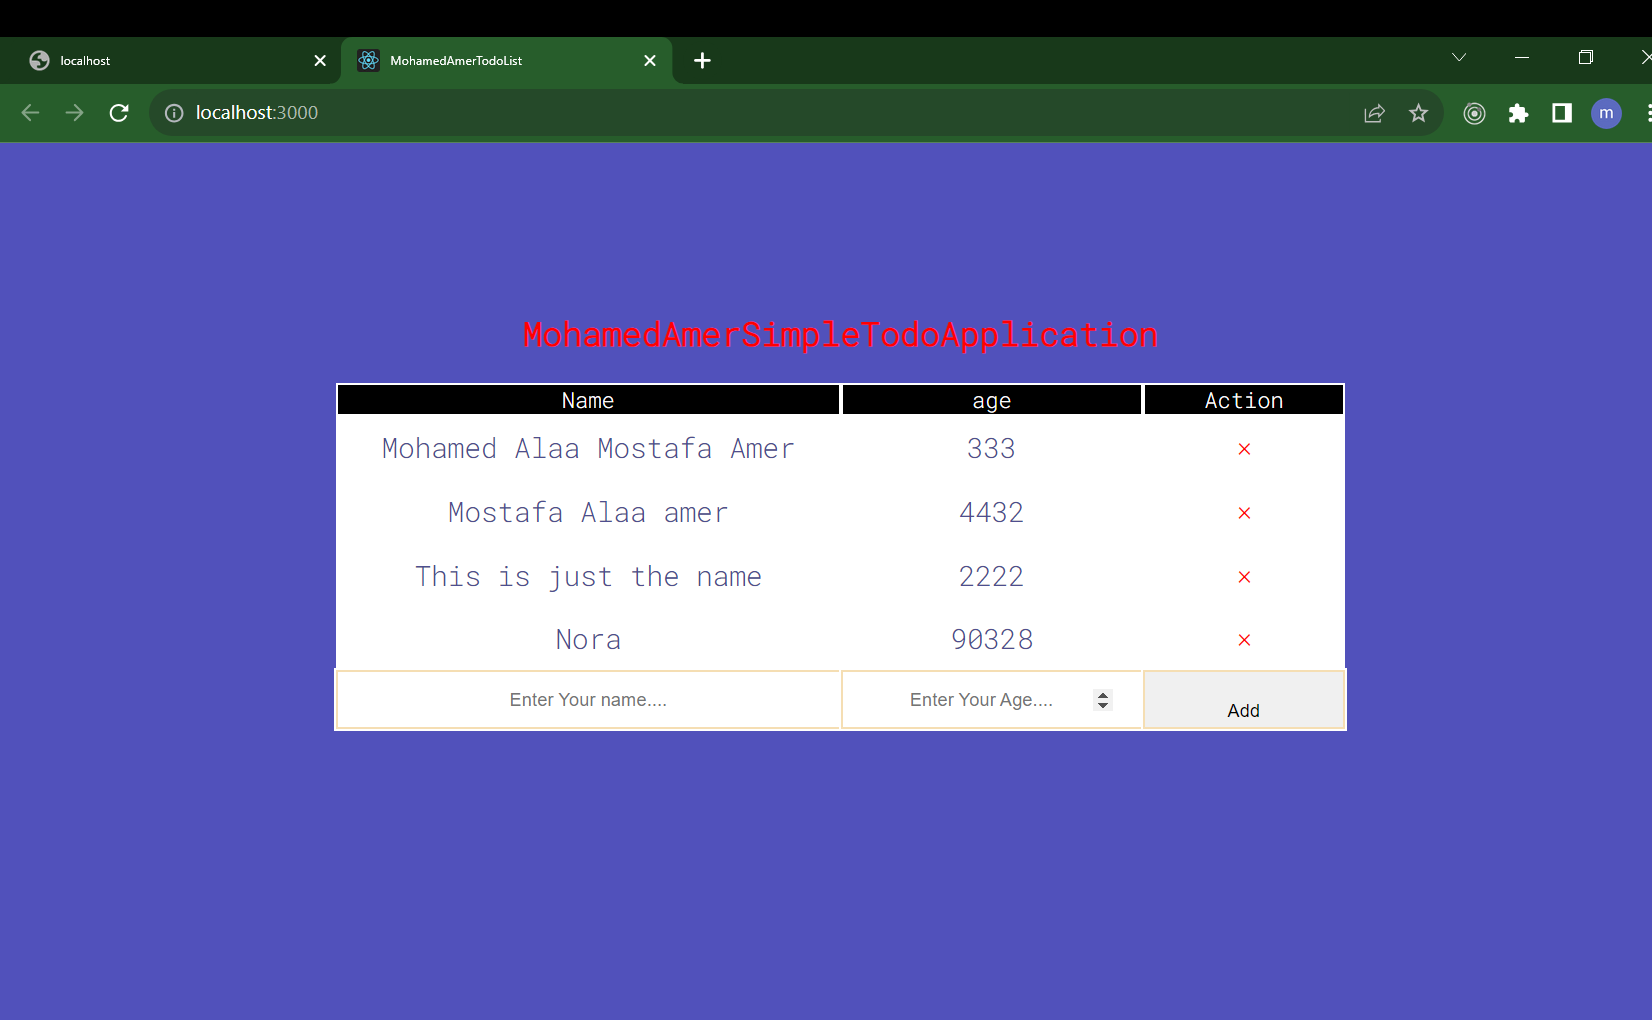 localhost
MohamedAmerTodoList
localhost:3000
m
MohamedAmerSimpleTodoApplication
Name age Action
Mohamed Alaa Mostafa Amer 333 ×
Mostafa Alaa amer 4432 ×
This is just the name 2222 ×
Nora 90328 ×
Enter Your name.... Enter Your Age.... Add